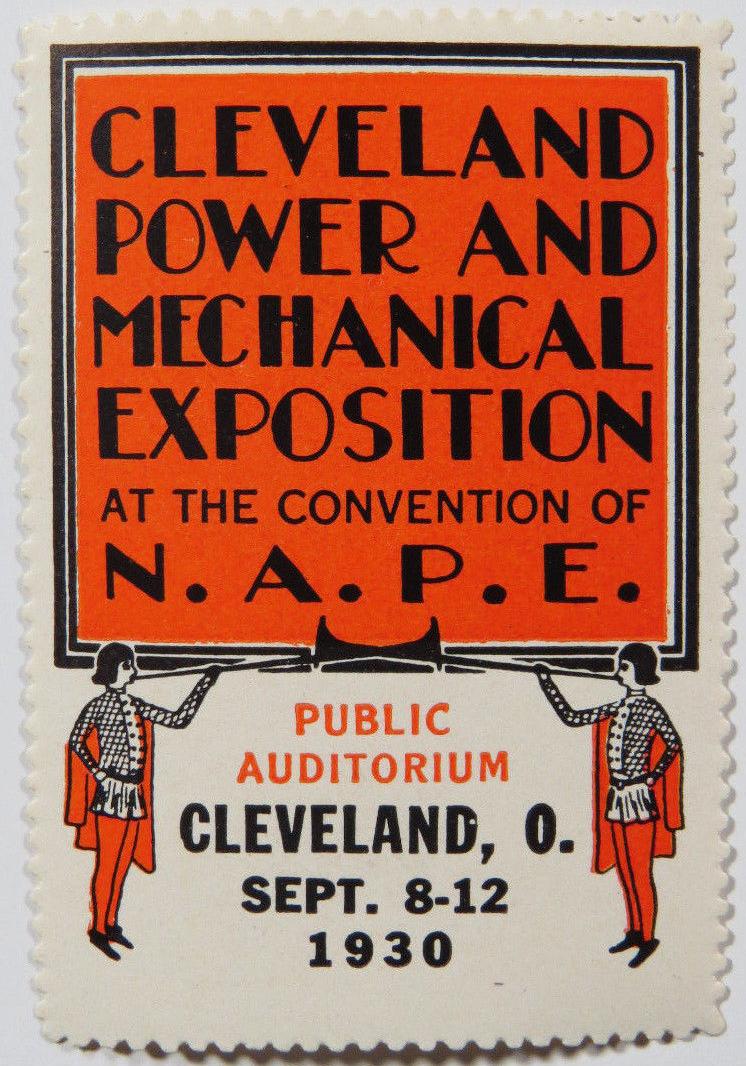 CLEVELAND
POWER AND
MECHANICAL
EXPOSITION
AT THE CONVENTION OF
N. A. P. E.
PUBLIC
AUDITORIUM
CLEVELAND, O.
SEPT. 8-12
1930